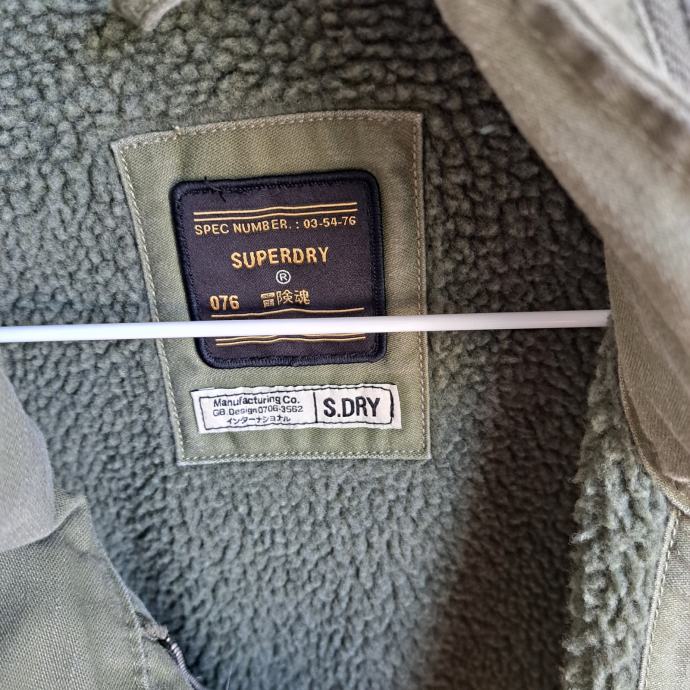 SPEC NUMBER. : 03-54-76
SUPERDRY
®
076 冒険魂
Manufacturing Co.
GB.Design0706-3562
インターナショナル
S.DRY